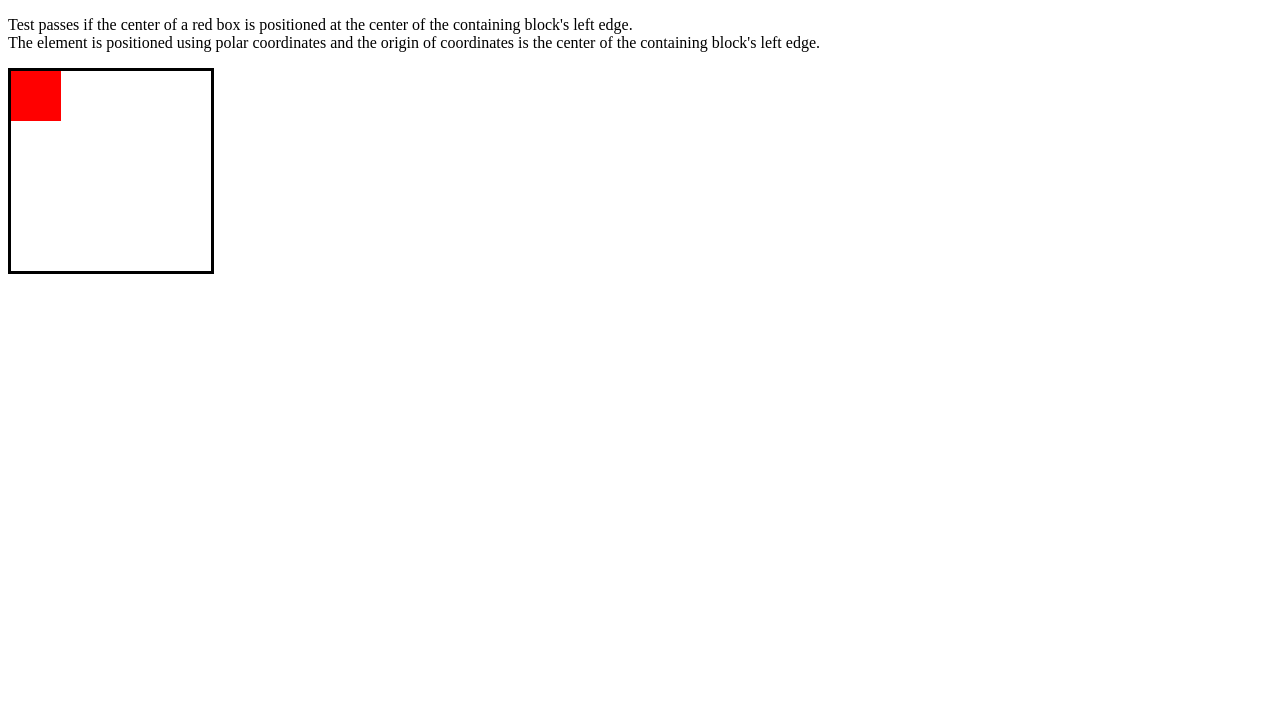 Test passes if the center of a red box is positioned at the center of the containing block's left edge.
The element is positioned using polar coordinates and the origin of coordinates is the center of the containing block's left edge.